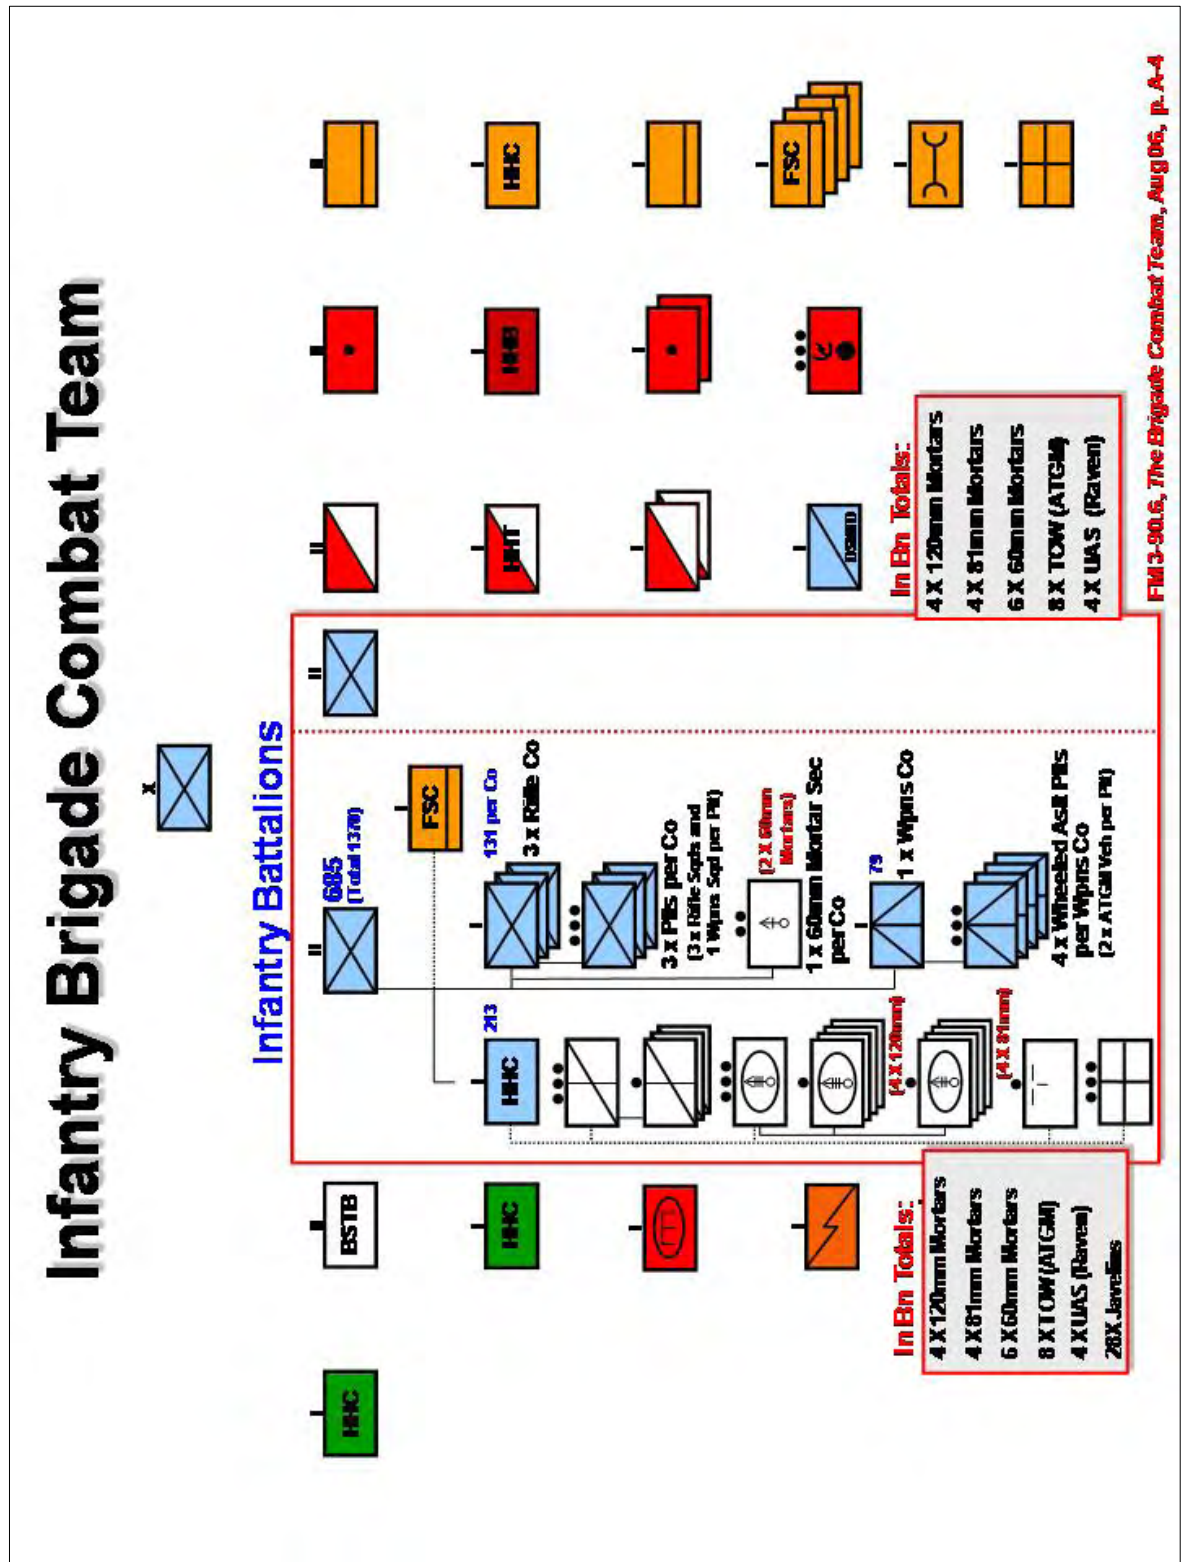 Infantry Brigade Combat Team
X
Infantry Battalions
HHC
BSTB
HHC
685
(Total 1370)
FSC
HHC
213
131 per Co
3 x Rifle Co
3 x Plts per Co
(3 x Rifle Sqds and
1 Wpns Sqd per Plt)
(2 X 60mm
Mortars)
1 x 60mm Mortar Sec
per Co
79
1 x Wpns Co
4 x Wheeled Aslt Plts
per Wpns Co
(2 x ATGM Veh per Plt)
(4 X 120mm)
(4 X 81mm)
HHT
DSMTD
HHB
HHC
FSC
In Bn Totals:
4 X 120mm Mortars
4 X 81mm Mortars
6 X 60mm Mortars
8 X TOW (ATGM)
4 X UAS (Raven)
28X Javelins
In Bn Totals:
4 X 120mm Mortars
4 X 81mm Mortars
6 X 60mm Mortars
8 X TOW (ATGM)
4 X UAS (Raven)
FM 3-90.6, The Brigade Combat Team, Aug 06, p. A-4